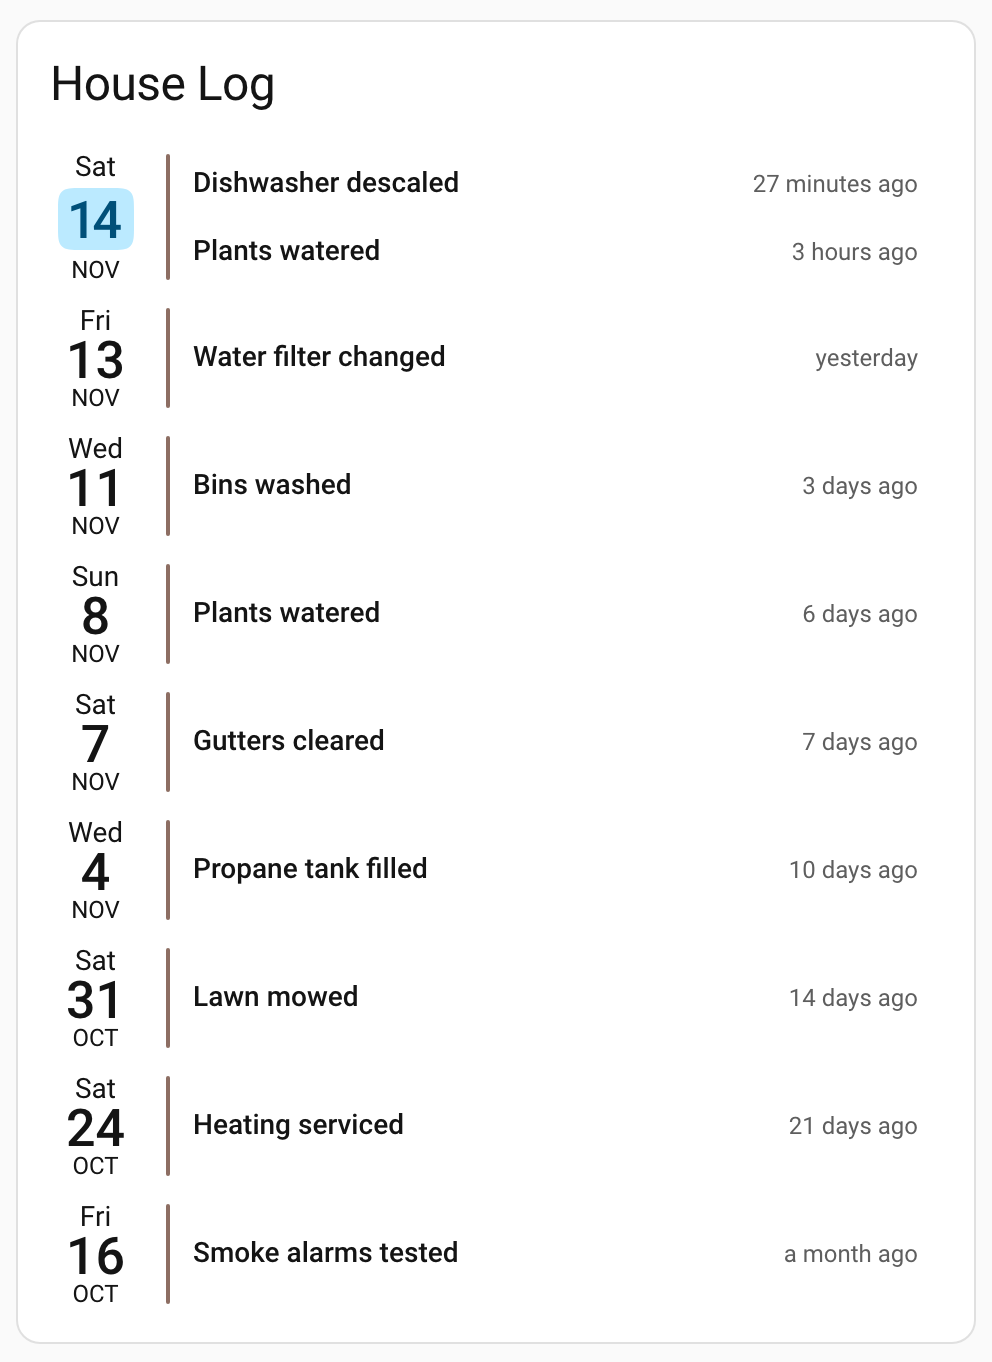 House Log
Sat
14
NOV
Dishwasher descaled 27 minutes ago
Plants watered 3 hours ago
Fri
13
NOV
Water filter changed yesterday
Wed
11
NOV
Bins washed 3 days ago
Sun
8
NOV
Plants watered 6 days ago
Sat
7
NOV
Gutters cleared 7 days ago
Wed
4
NOV
Propane tank filled 10 days ago
Sat
31
OCT
Lawn mowed 14 days ago
Sat
24
OCT
Heating serviced 21 days ago
Fri
16
OCT
Smoke alarms tested a month ago